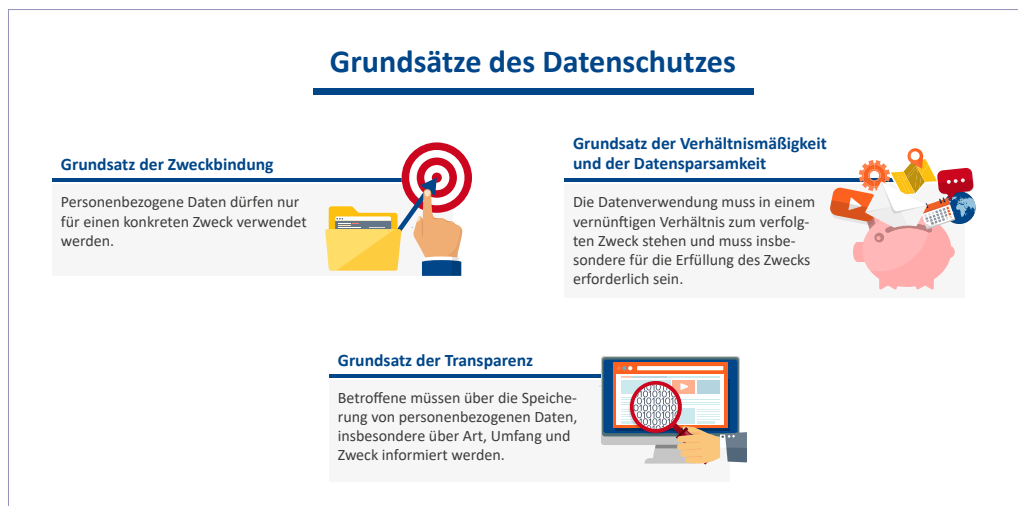 Grundsätze des Datenschutzes
Grundsatz der Zweckbindung
Personenbezogene Daten dürfen nur
für einen konkreten Zweck verwendet
werden.
Grundsatz der Verhältnismäßigkeit
und der Datensparsamkeit
Die Datenverwendung muss in einem
vernünftigen Verhältnis zum verfolg-
ten Zweck stehen und muss insbe-
sondere für die Erfüllung des Zwecks
erforderlich sein.
Grundsatz der Transparenz
Betroffene müssen über die Speiche-
rung von personenbezogenen Daten,
insbesondere über Art, Umfang und
Zweck informiert werden.